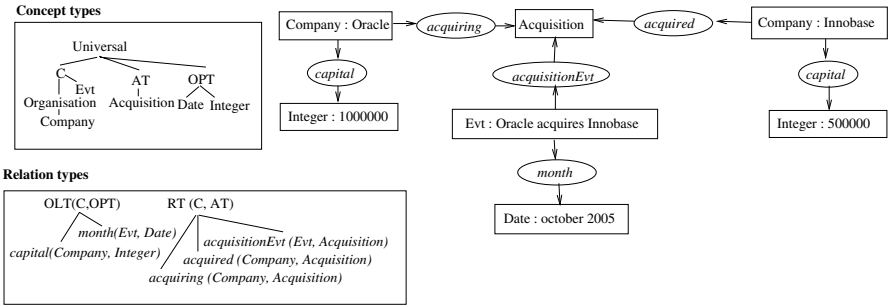 Concept types
Universal
C
Evt
Organisation
Company
AT
Acquisition
OPT
Date Integer
Company : Oracle
acquiring
Acquisition
acquired
Company : Innobase
capital
acquisitionEvt
capital
Integer : 1000000
Evt : Oracle acquires Innobase
Integer : 500000
month
Date : october 2005
Relation types
OLT(C,OPT)
RT (C, AT)
month(Evt, Date)
capital(Company, Integer)
acquisitionEvt (Evt, Acquisition)
acquired (Company, Acquisition)
acquiring (Company, Acquisition)